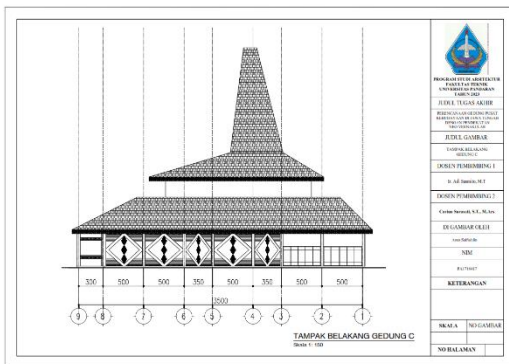 300 500 500 350 500 350 500 500
3500
9 8 7 6 5 4 3 2 1
TAMPAK BELAKANG GEDUNG C
Skala 1: 100
PROGRAM STUDI ARSITEKTUR
FAKULTAS TEKNIK
UNIVERSITAS PANDANARAN
TAHUN 2023
JUDUL TUGAS AKHIR
JUDUL GAMBAR
TAMPAK BELAKANG
GEDUNG C
DOSEN PEMBIMBING 1
DOSEN PEMBIMBING 2
DI GAMBAR OLEH
NIM
KETERANGAN
SKALA NO GAMBAR
NO HALAMAN